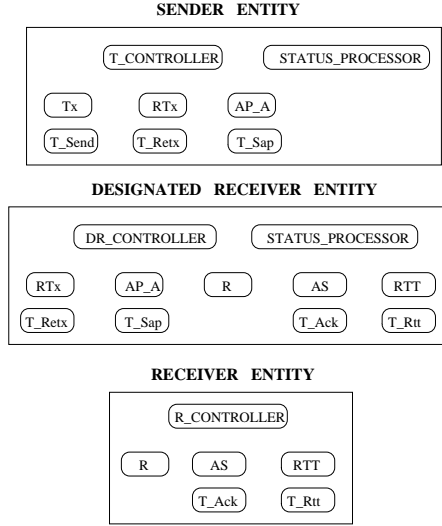 SENDER ENTITY
T_CONTROLLER STATUS_PROCESSOR
Tx RTx AP_A
T_Send T_Retx T_Sap
DESIGNATED RECEIVER ENTITY
DR_CONTROLLER STATUS_PROCESSOR
RTx AP_A R AS RTT
T_Retx T_Sap T_Ack T_Rtt
RECEIVER ENTITY
R_CONTROLLER
R AS RTT
T_Ack T_Rtt